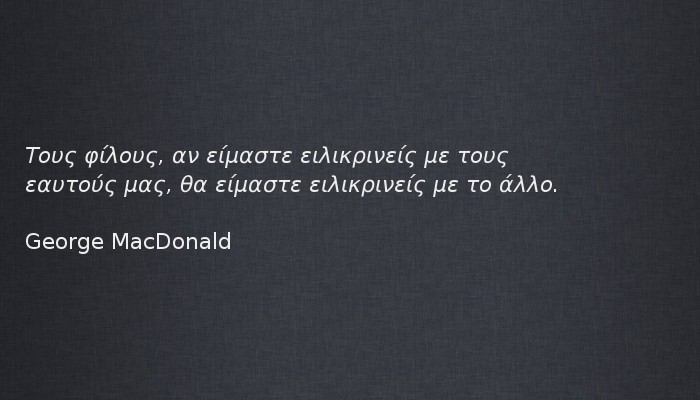 Τους φίλους, αν είμαστε ειλικρινείς με τους
εαυτούς μας, θα είμαστε ειλικρινείς με το άλλο.
George MacDonald